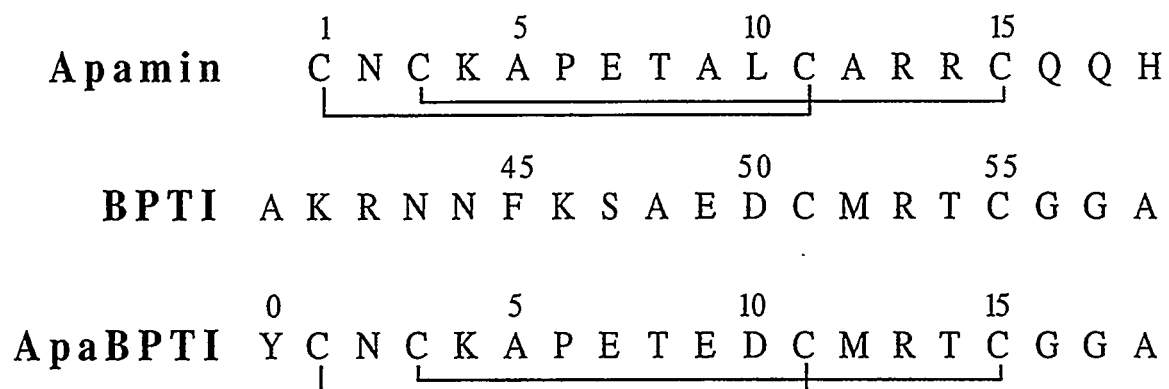 1 5 10 15
Apamin C N C K A P E T A L C A R R C Q Q H
45 50 55
BPTI A K R N N F K S A E D C M R T C G G A
0 5 10 15
ApaBPTI Y C N C K A P E T E D C M R T C G G A